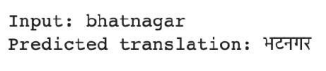 Input: bhatnagar
Predicted translation: भटनगर